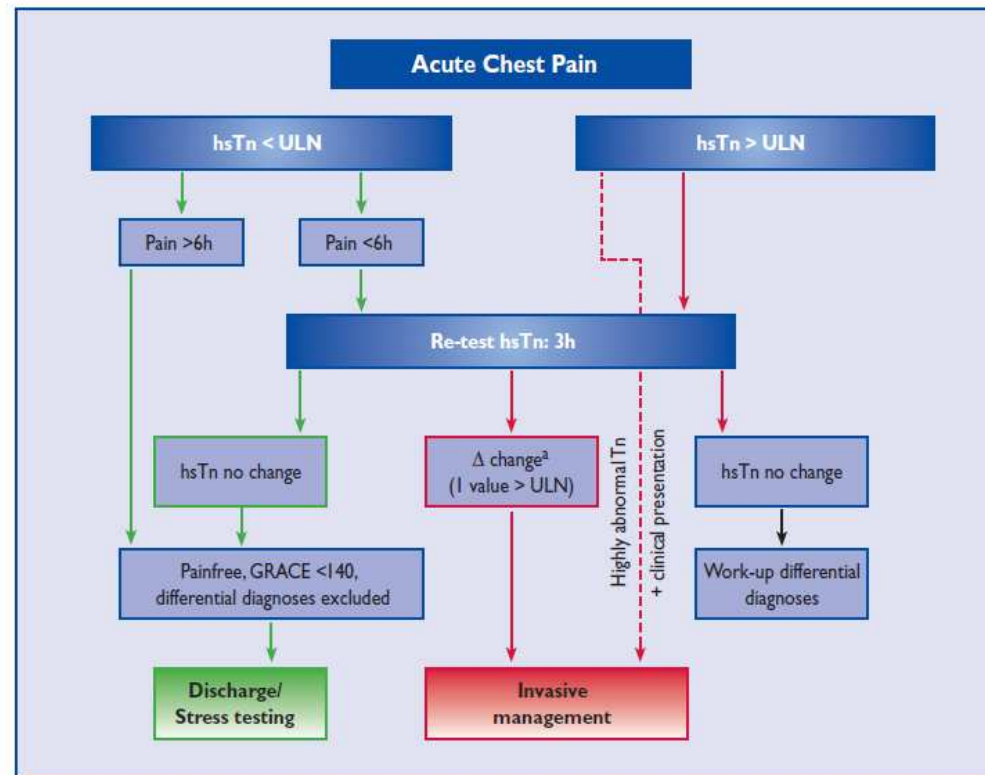 Acute Chest Pain
hsTn < ULN
hsTn > ULN
Pain >6h
Pain <6h
Re-test hsTn: 3h
hsTn no change
Δ changeᵃ
(1 value > ULN)
Highly abnormal Tn
+ clinical presentation
hsTn no change
Painfree, GRACE <140,
differential diagnoses excluded
Work-up differential
diagnoses
Discharge/
Stress testing
Invasive
management